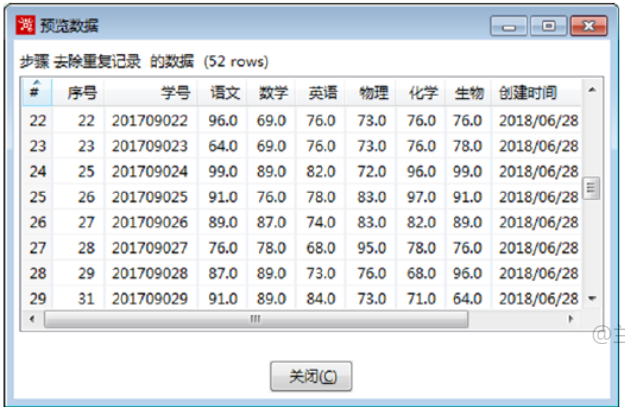 预览数据
步骤 去除重复记录 的数据 (52 rows)
# 序号 学号 语文 数学 英语 物理 化学 生物 创建时间
22 22 201709022 96.0 69.0 76.0 73.0 76.0 76.0 2018/06/28
23 23 201709023 64.0 69.0 76.0 73.0 76.0 78.0 2018/06/28
24 25 201709024 99.0 89.0 82.0 72.0 96.0 99.0 2018/06/28
25 26 201709025 91.0 76.0 78.0 83.0 97.0 91.0 2018/06/28
26 27 201709026 89.0 87.0 74.0 83.0 82.0 89.0 2018/06/28
27 28 201709027 76.0 78.0 68.0 95.0 78.0 76.0 2018/06/28
28 29 201709028 87.0 89.0 73.0 76.0 68.0 96.0 2018/06/28
29 31 201709029 91.0 89.0 84.0 73.0 71.0 64.0 2018/06/28
关闭(C)